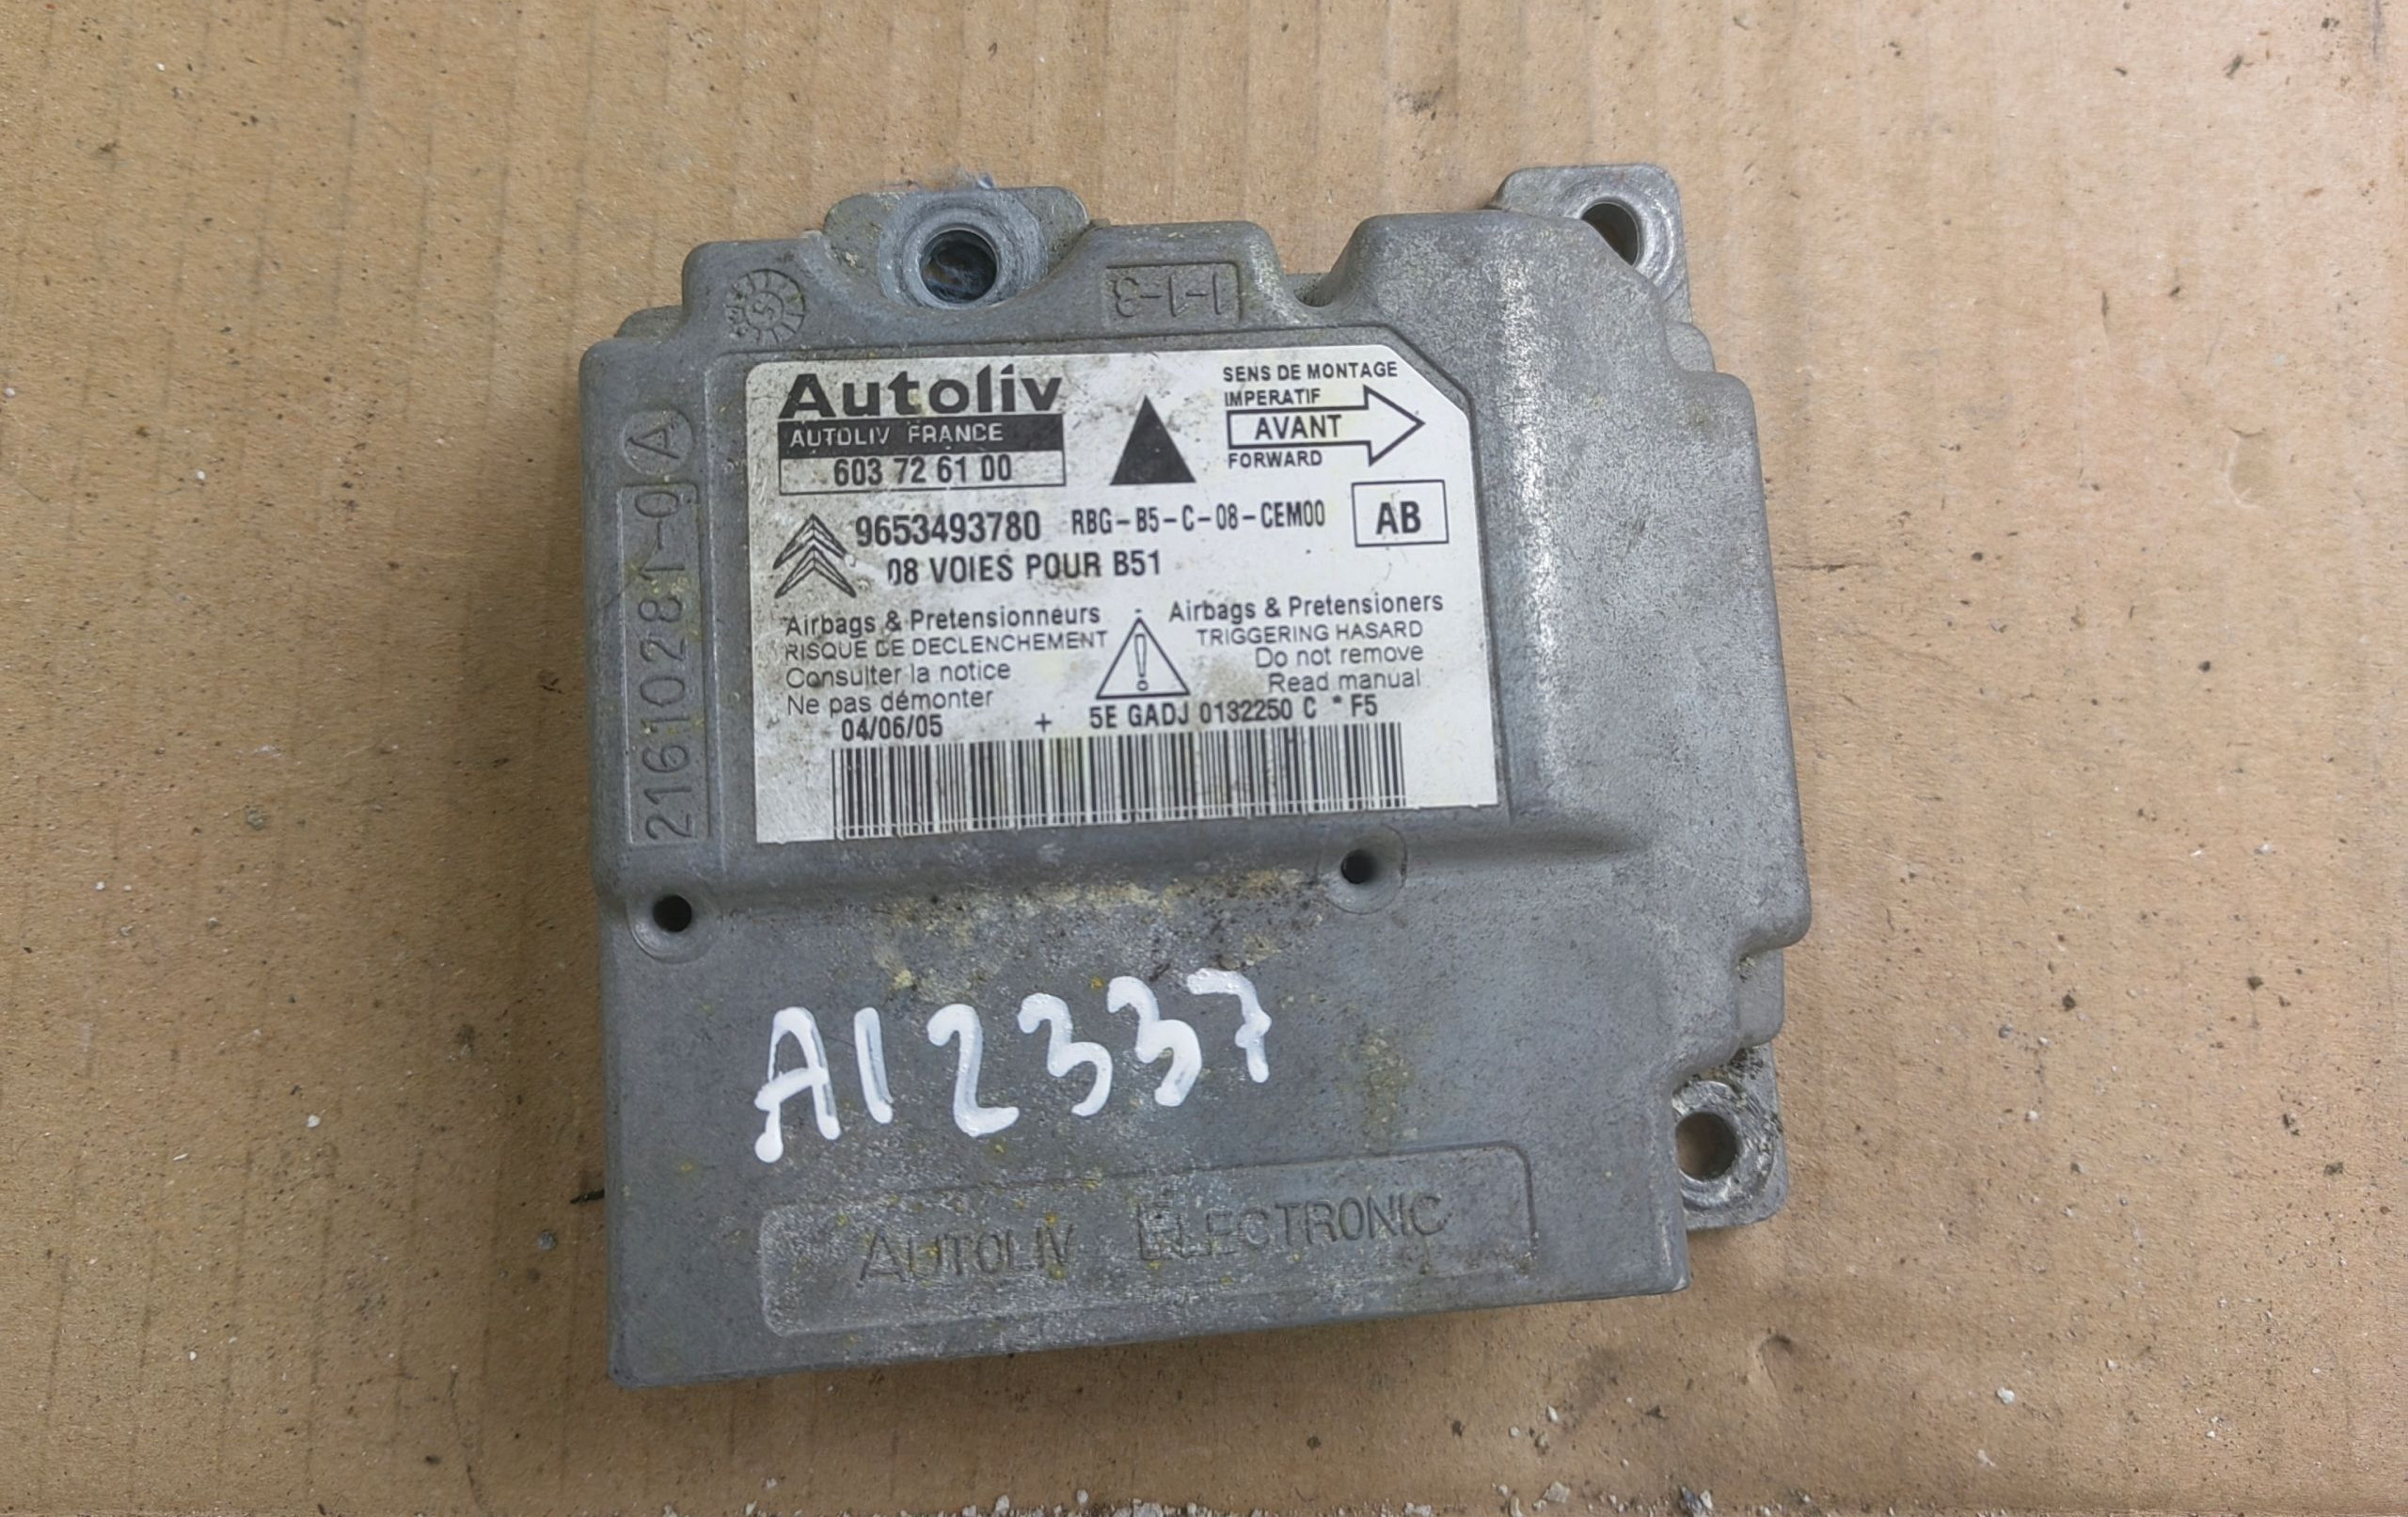 1-1-3
Autoliv
AUTOLIV FRANCE
603 72 61 00
SENS DE MONTAGE
IMPERATIF
AVANT
FORWARD
9653493780 RBG-B5-C-08-CEM00 AB
08 VOIES POUR B51
Airbags & Pretensionneurs
RISQUE DE DECLENCHEMENT
Consulter la notice
Ne pas démonter
Airbags & Pretensioners
TRIGGERING HASARD
Do not remove
Read manual
04/06/05 + 5E GADJ 0132250 C * F5
21610281-0 A
A12337
AUTOLIV ELECTRONIC